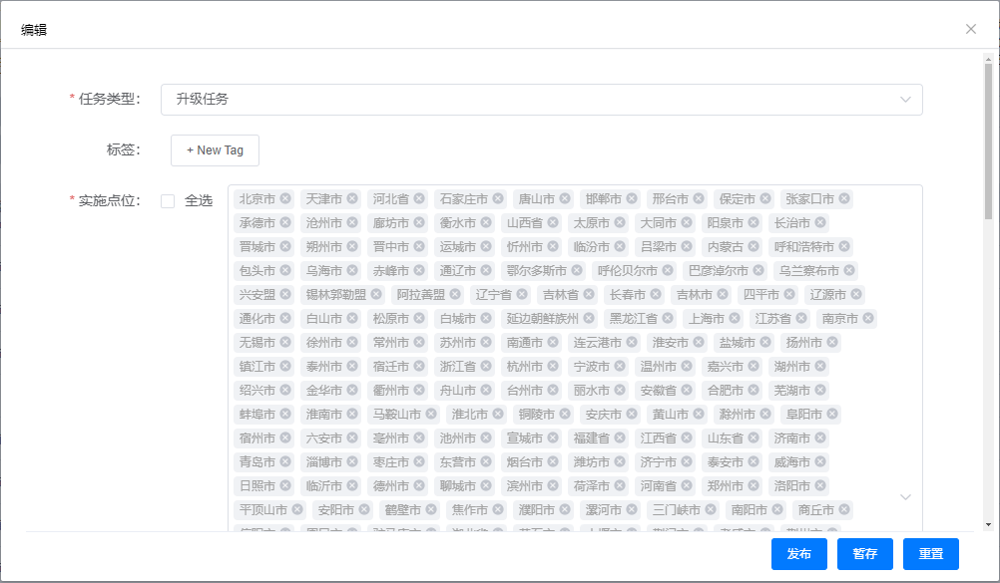 编辑
* 任务类型： 升级任务
标签： + New Tag
* 实施点位： 全选 北京市 天津市 河北省 石家庄市 唐山市 邯郸市 邢台市 保定市 张家口市
承德市 沧州市 廊坊市 衡水市 山西省 太原市 大同市 阳泉市 长治市
晋城市 朔州市 晋中市 运城市 忻州市 临汾市 吕梁市 内蒙古 呼和浩特市
包头市 乌海市 赤峰市 通辽市 鄂尔多斯市 呼伦贝尔市 巴彦淖尔市 乌兰察布市
兴安盟 锡林郭勒盟 阿拉善盟 辽宁省 吉林省 长春市 吉林市 四平市 辽源市
通化市 白山市 松原市 白城市 延边朝鲜族州 黑龙江省 上海市 江苏省 南京市
无锡市 徐州市 常州市 苏州市 南通市 连云港市 淮安市 盐城市 扬州市
镇江市 泰州市 宿迁市 浙江省 杭州市 宁波市 温州市 嘉兴市 湖州市
绍兴市 金华市 衢州市 舟山市 台州市 丽水市 安徽省 合肥市 芜湖市
蚌埠市 淮南市 马鞍山市 淮北市 铜陵市 安庆市 黄山市 滁州市 阜阳市
宿州市 六安市 亳州市 池州市 宣城市 福建省 江西省 山东省 济南市
青岛市 淄博市 枣庄市 东营市 烟台市 潍坊市 济宁市 泰安市 威海市
日照市 临沂市 德州市 聊城市 滨州市 菏泽市 河南省 郑州市 洛阳市
平顶山市 安阳市 鹤壁市 焦作市 濮阳市 漯河市 三门峡市 南阳市 商丘市
发布 暂存 重置